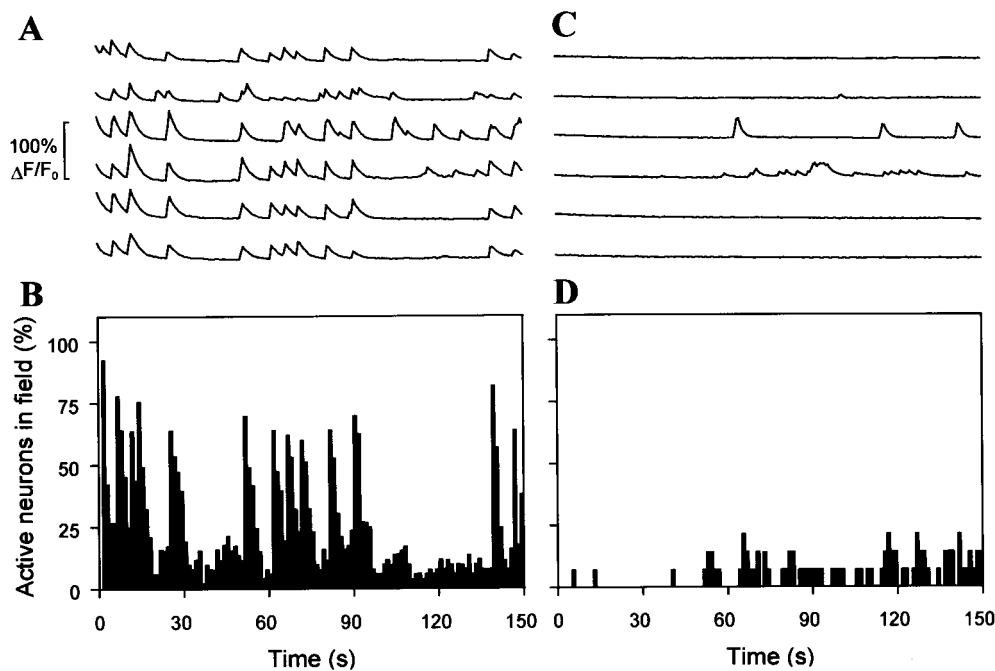 A
C
100%
ΔF/F₀
B
D
Active neurons in field (%)
100
75
50
25
0
0 30 60 90 120 150
0 30 60 90 120 150
Time (s)
Time (s)